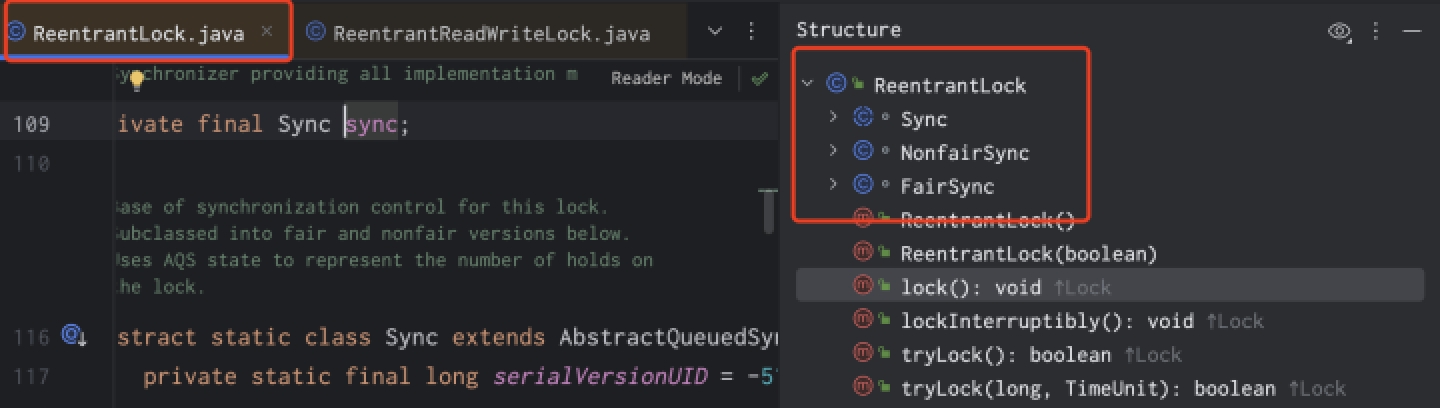 ReentrantLock.java
ReentrantReadWriteLock.java
Synchronizer providing all implementation m
Reader Mode
109 ivate final Sync sync;
110
ase of synchronization control for this lock.
ubclassed into fair and nonfair versions below.
ses AQS state to represent the number of holds on
he lock.
116 stract static class Sync extends AbstractQueuedSyn
117 private static final long serialVersionUID = -51
Structure
ReentrantLock
Sync
NonfairSync
FairSync
ReentrantLock()
ReentrantLock(boolean)
lock(): void ↑Lock
lockInterruptibly(): void ↑Lock
tryLock(): boolean ↑Lock
tryLock(long, TimeUnit): boolean ↑Lock